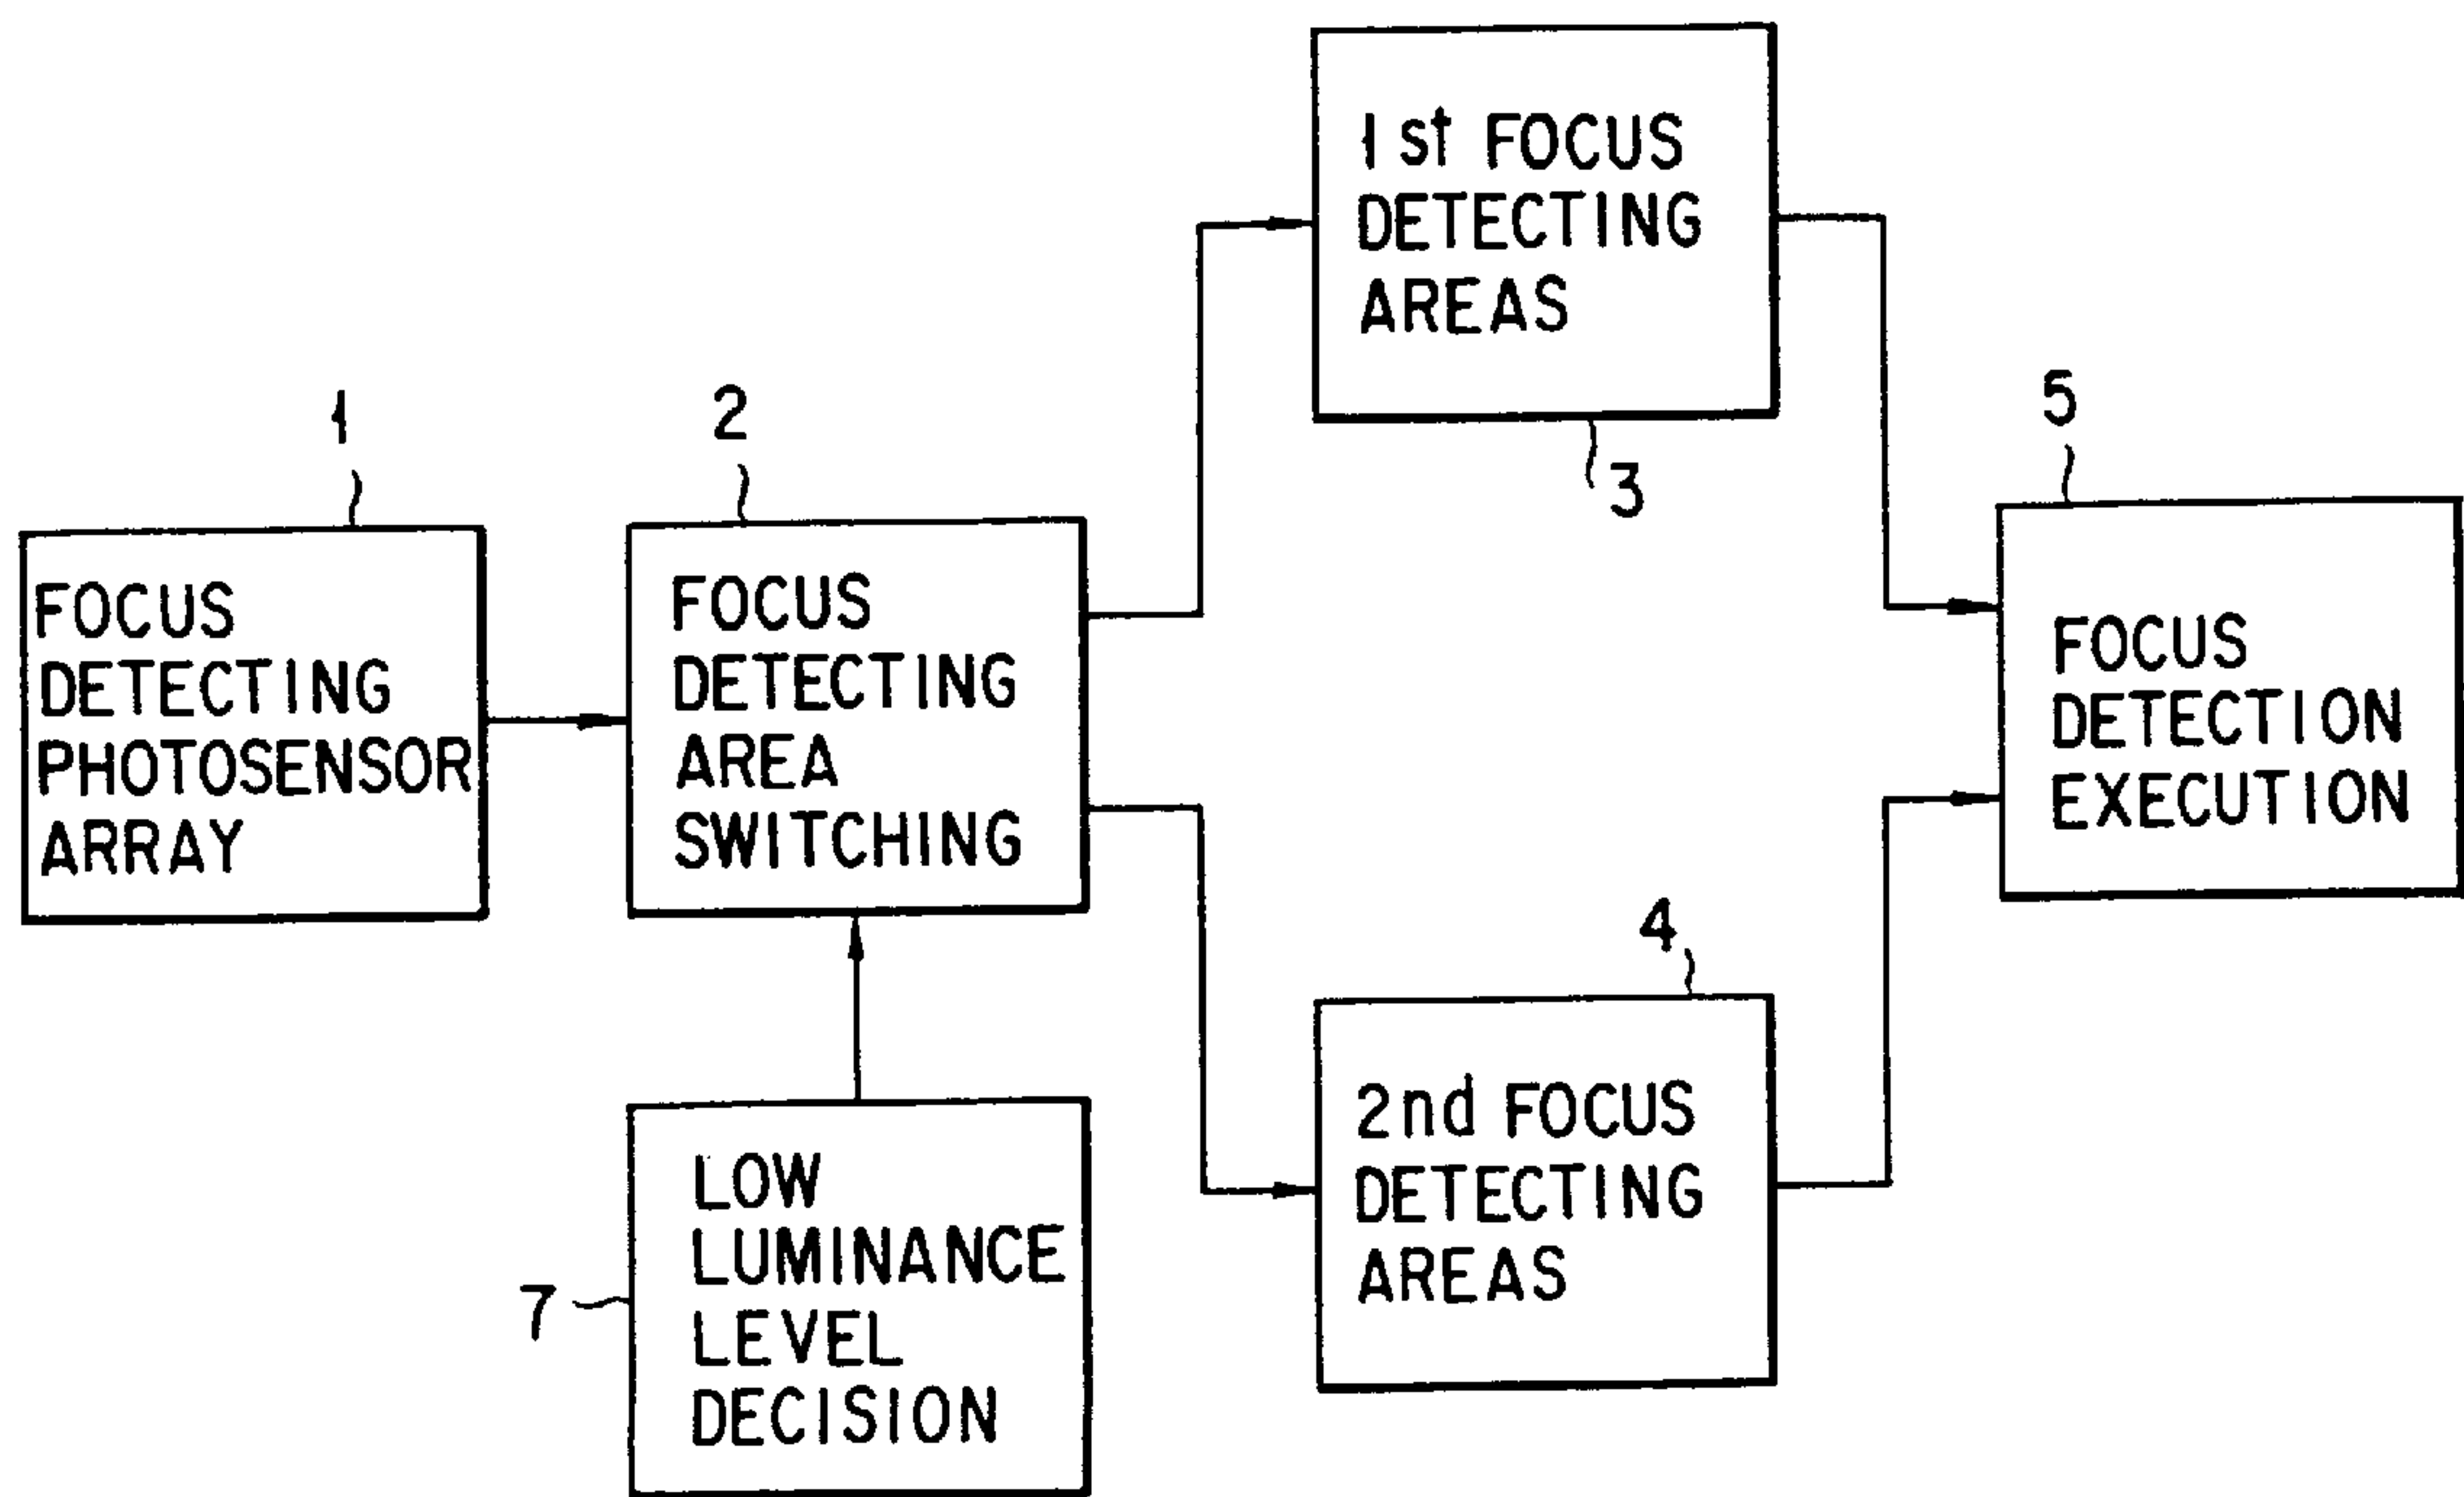 1
FOCUS
DETECTING
PHOTOSENSOR
ARRAY
2
FOCUS
DETECTING
AREA
SWITCHING
1st FOCUS
DETECTING
AREAS
3
5
FOCUS
DETECTION
EXECUTION
4
2nd FOCUS
DETECTING
AREAS
7
LOW
LUMINANCE
LEVEL
DECISION